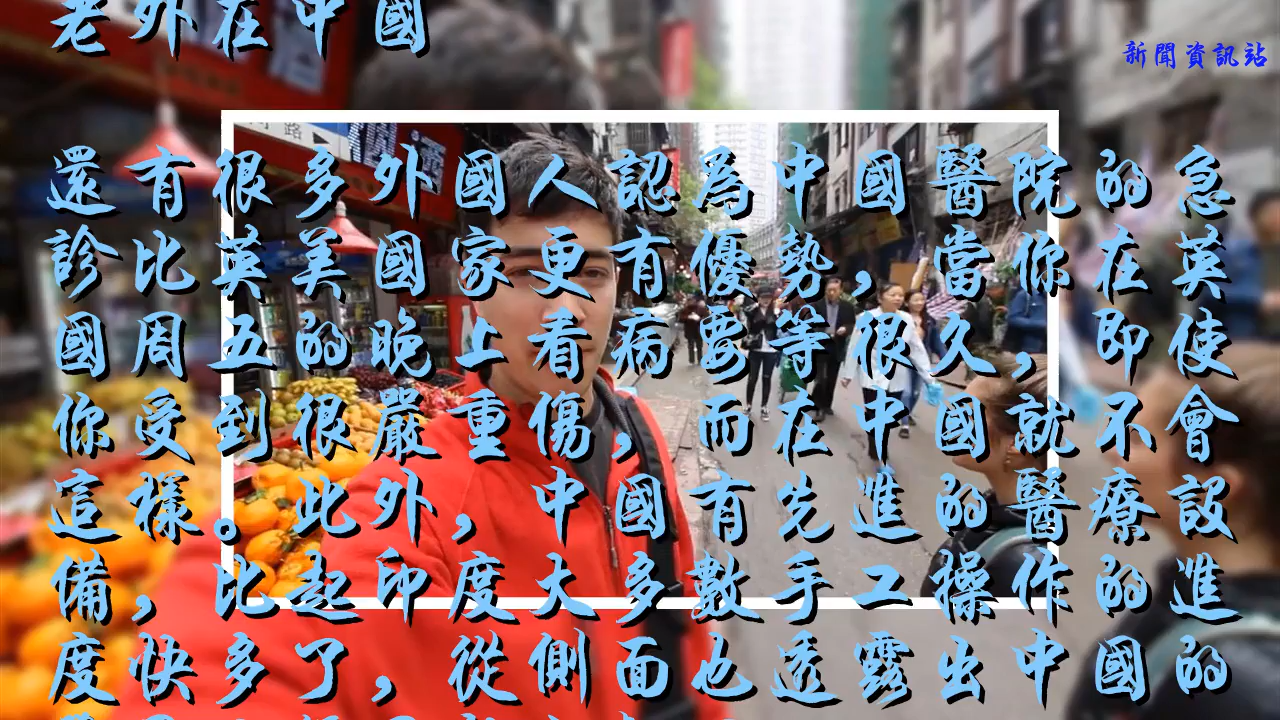 老外在中國
新聞資訊站
還有很多外國人認爲中國醫院的急
診比英美國家更有優勢，當你在英
國周五的晚上看病要等很久，即使
你受到很嚴重傷，而在中國就不會
這樣。此外，中國有先進的醫療設
備，比起印度大多數手工操作的進
度快多了，從側面也透露出中國的